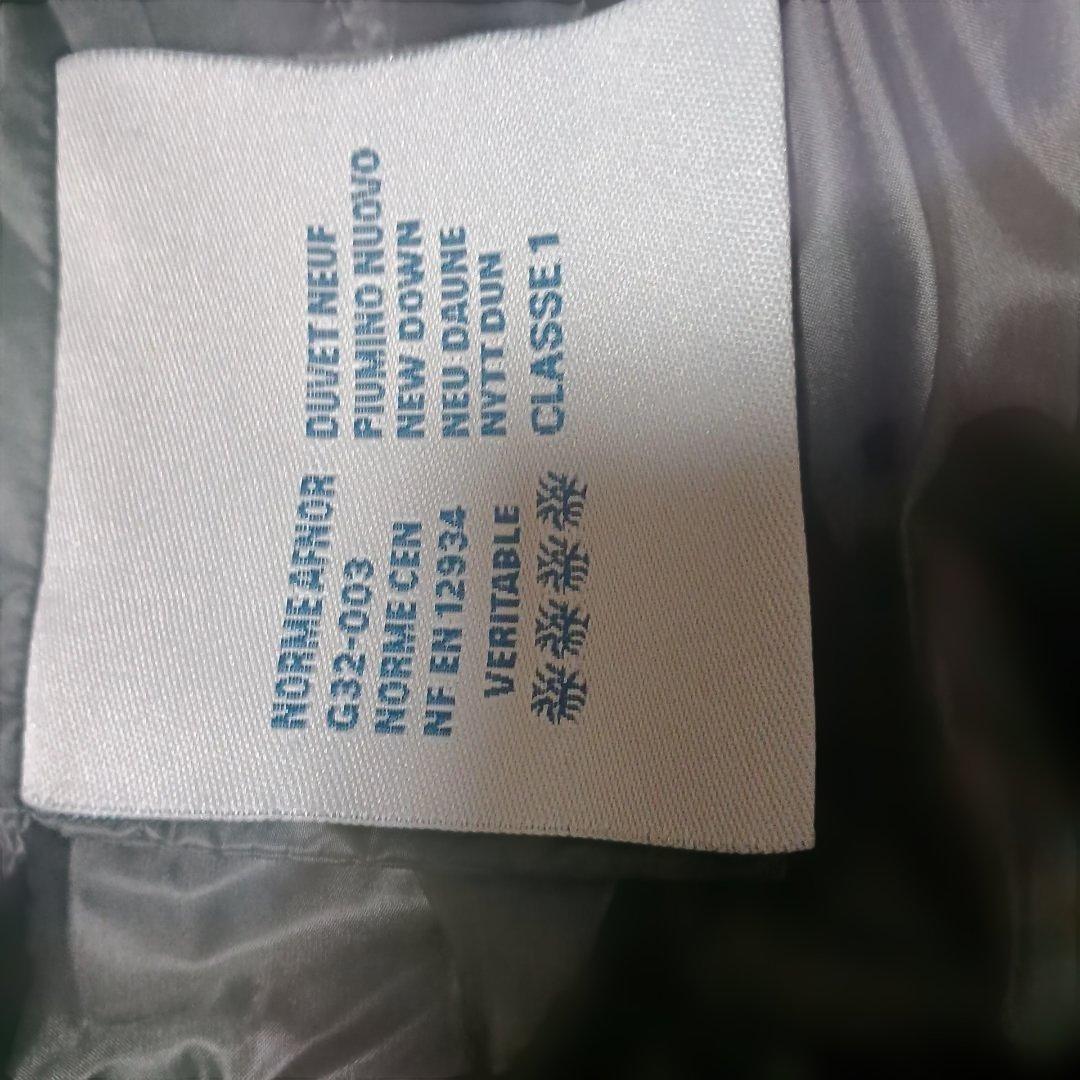 NORME AFNOR
G32-003
NORME CEN
NF EN 12934
VERITABLE
DUVET NEUF
PIUMINO NUOVO
NEW DOWN
NEU DAUNE
NYTT DUN
CLASSE 1